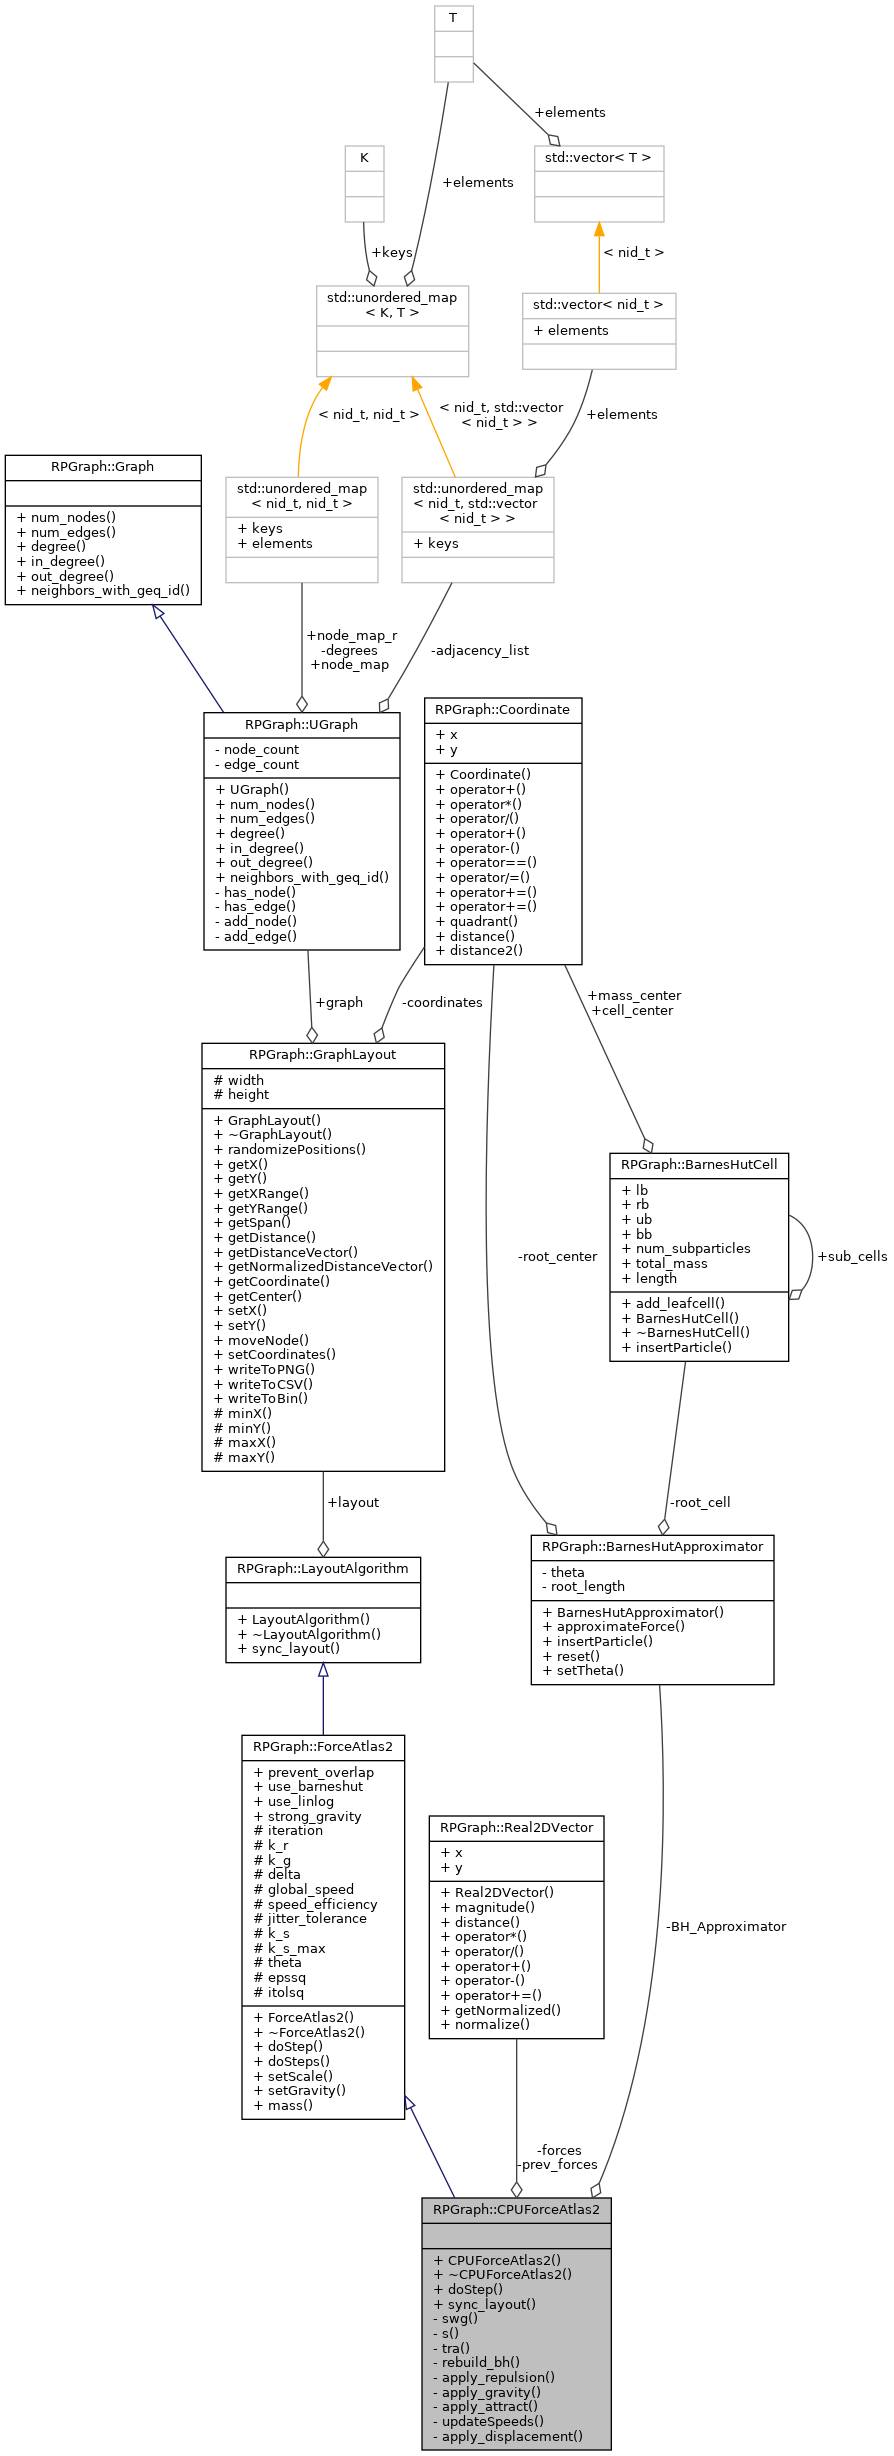 T
+elements
std::vector< T >
K
+elements
+keys
< nid_t >
std::unordered_map
< K, T >
std::vector< nid_t >
+ elements
< nid_t, nid_t >
< nid_t, std::vector
< nid_t > >
+elements
RPGraph::Graph
+ num_nodes()
+ num_edges()
+ degree()
+ in_degree()
+ out_degree()
+ neighbors_with_geq_id()
std::unordered_map
< nid_t, nid_t >
+ keys
+ elements
std::unordered_map
< nid_t, std::vector
< nid_t > >
+ keys
+node_map_r
-degrees
+node_map
-adjacency_list
RPGraph::UGraph
- node_count
- edge_count
+ UGraph()
+ num_nodes()
+ num_edges()
+ degree()
+ in_degree()
+ out_degree()
+ neighbors_with_geq_id()
- has_node()
- has_edge()
- add_node()
- add_edge()
RPGraph::Coordinate
+ x
+ y
+ Coordinate()
+ operator+()
+ operator*()
+ operator/()
+ operator+()
+ operator-()
+ operator==()
+ operator/=()
+ operator+=()
+ operator+=()
+ quadrant()
+ distance()
+ distance2()
+graph
-coordinates
+mass_center
+cell_center
RPGraph::GraphLayout
# width
# height
+ GraphLayout()
+ ~GraphLayout()
+ randomizePositions()
+ getX()
+ getY()
+ getXRange()
+ getYRange()
+ getSpan()
+ getDistance()
+ getDistanceVector()
+ getNormalizedDistanceVector()
+ getCoordinate()
+ getCenter()
+ setX()
+ setY()
+ moveNode()
+ setCoordinates()
+ writeToPNG()
+ writeToCSV()
+ writeToBin()
# minX()
# minY()
# maxX()
# maxY()
-root_center
RPGraph::BarnesHutCell
+ lb
+ rb
+ ub
+ bb
+ num_subparticles
+ total_mass
+ length
+ add_leafcell()
+ BarnesHutCell()
+ ~BarnesHutCell()
+ insertParticle()
+sub_cells
+layout
-root_cell
RPGraph::LayoutAlgorithm
+ LayoutAlgorithm()
+ ~LayoutAlgorithm()
+ sync_layout()
RPGraph::BarnesHutApproximator
- theta
- root_length
+ BarnesHutApproximator()
+ approximateForce()
+ insertParticle()
+ reset()
+ setTheta()
RPGraph::ForceAtlas2
+ prevent_overlap
+ use_barneshut
+ use_linlog
+ strong_gravity
# iteration
# k_r
# k_g
# delta
# global_speed
# speed_efficiency
# jitter_tolerance
# k_s
# k_s_max
# theta
# epssq
# itolsq
+ ForceAtlas2()
+ ~ForceAtlas2()
+ doStep()
+ doSteps()
+ setScale()
+ setGravity()
+ mass()
RPGraph::Real2DVector
+ x
+ y
+ Real2DVector()
+ magnitude()
+ distance()
+ operator*()
+ operator/()
+ operator+()
+ operator-()
+ operator+=()
+ getNormalized()
+ normalize()
-BH_Approximator
-forces
-prev_forces
RPGraph::CPUForceAtlas2
+ CPUForceAtlas2()
+ ~CPUForceAtlas2()
+ doStep()
+ sync_layout()
- swg()
- s()
- tra()
- rebuild_bh()
- apply_repulsion()
- apply_gravity()
- apply_attract()
- updateSpeeds()
- apply_displacement()